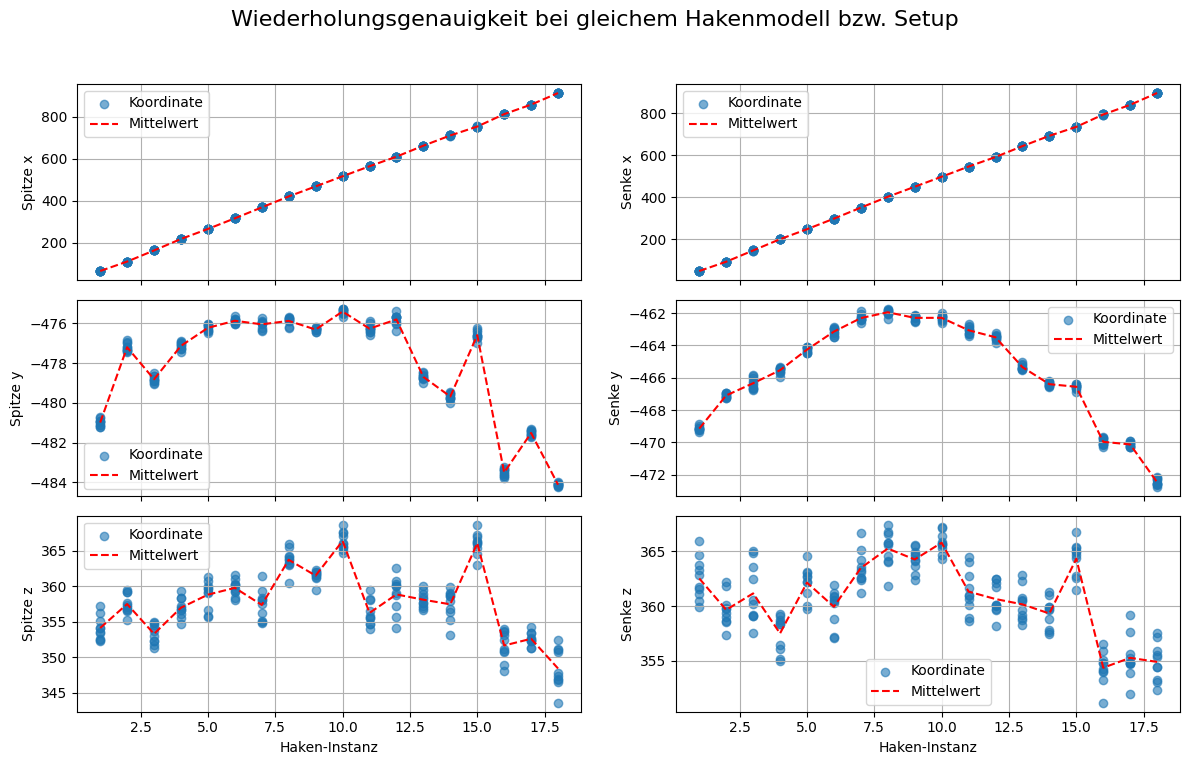 Wiederholungsgenauigkeit bei gleichem Hakenmodell bzw. Setup
Spitze x
800
600
400
200
Koordinate
Mittelwert
Senke x
800
600
400
200
Koordinate
Mittelwert
Spitze y
−476
−478
−480
−482
−484
Koordinate
Mittelwert
Senke y
−462
−464
−466
−468
−470
−472
Koordinate
Mittelwert
Spitze z
365
360
355
350
345
Koordinate
Mittelwert
2.5 5.0 7.5 10.0 12.5 15.0 17.5
Haken-Instanz
Senke z
365
360
355
Koordinate
Mittelwert
2.5 5.0 7.5 10.0 12.5 15.0 17.5
Haken-Instanz